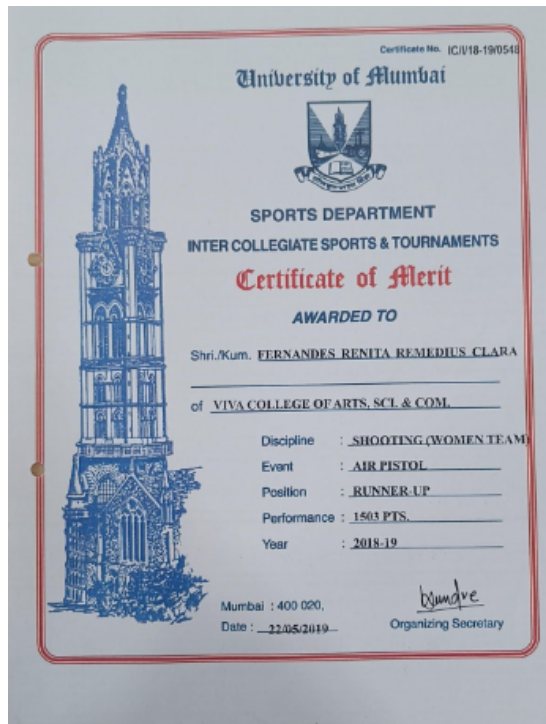 Certificate No. IC/I/18-19/0548
University of Mumbai
SPORTS DEPARTMENT
INTER COLLEGIATE SPORTS & TOURNAMENTS
Certificate of Merit
AWARDED TO
Shri./Kum. FERNANDES RENITA REMEDIUS CLARA
of VIVA COLLEGE OF ARTS, SCI. & COM.
Discipline : SHOOTING (WOMEN TEAM)
Event : AIR PISTOL
Position : RUNNER-UP
Performance : 1503 PTS.
Year : 2018-19
Mumbai : 400 020,
Date : 22/05/2019
Organizing Secretary